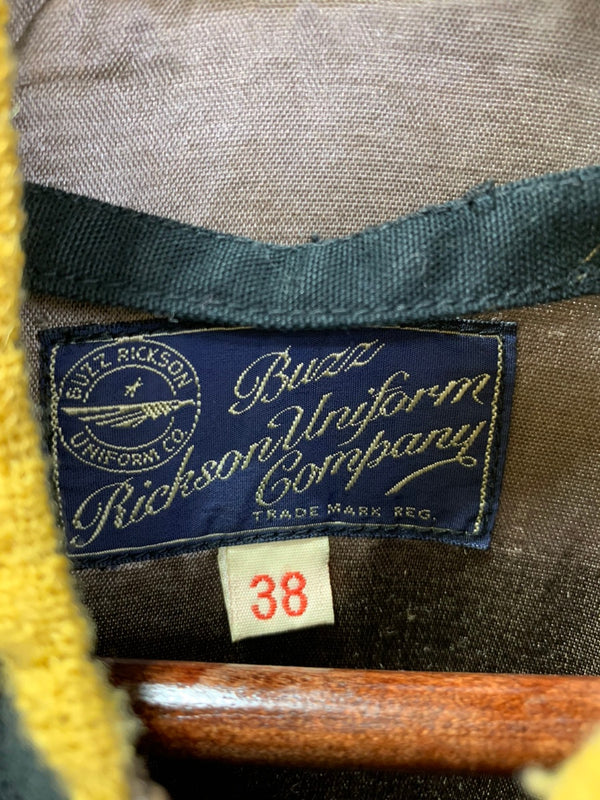 BUZZ RICKSON
UNIFORM CO.
Buzz
Rickson Uniform
Company
TRADE MARK REG.
38